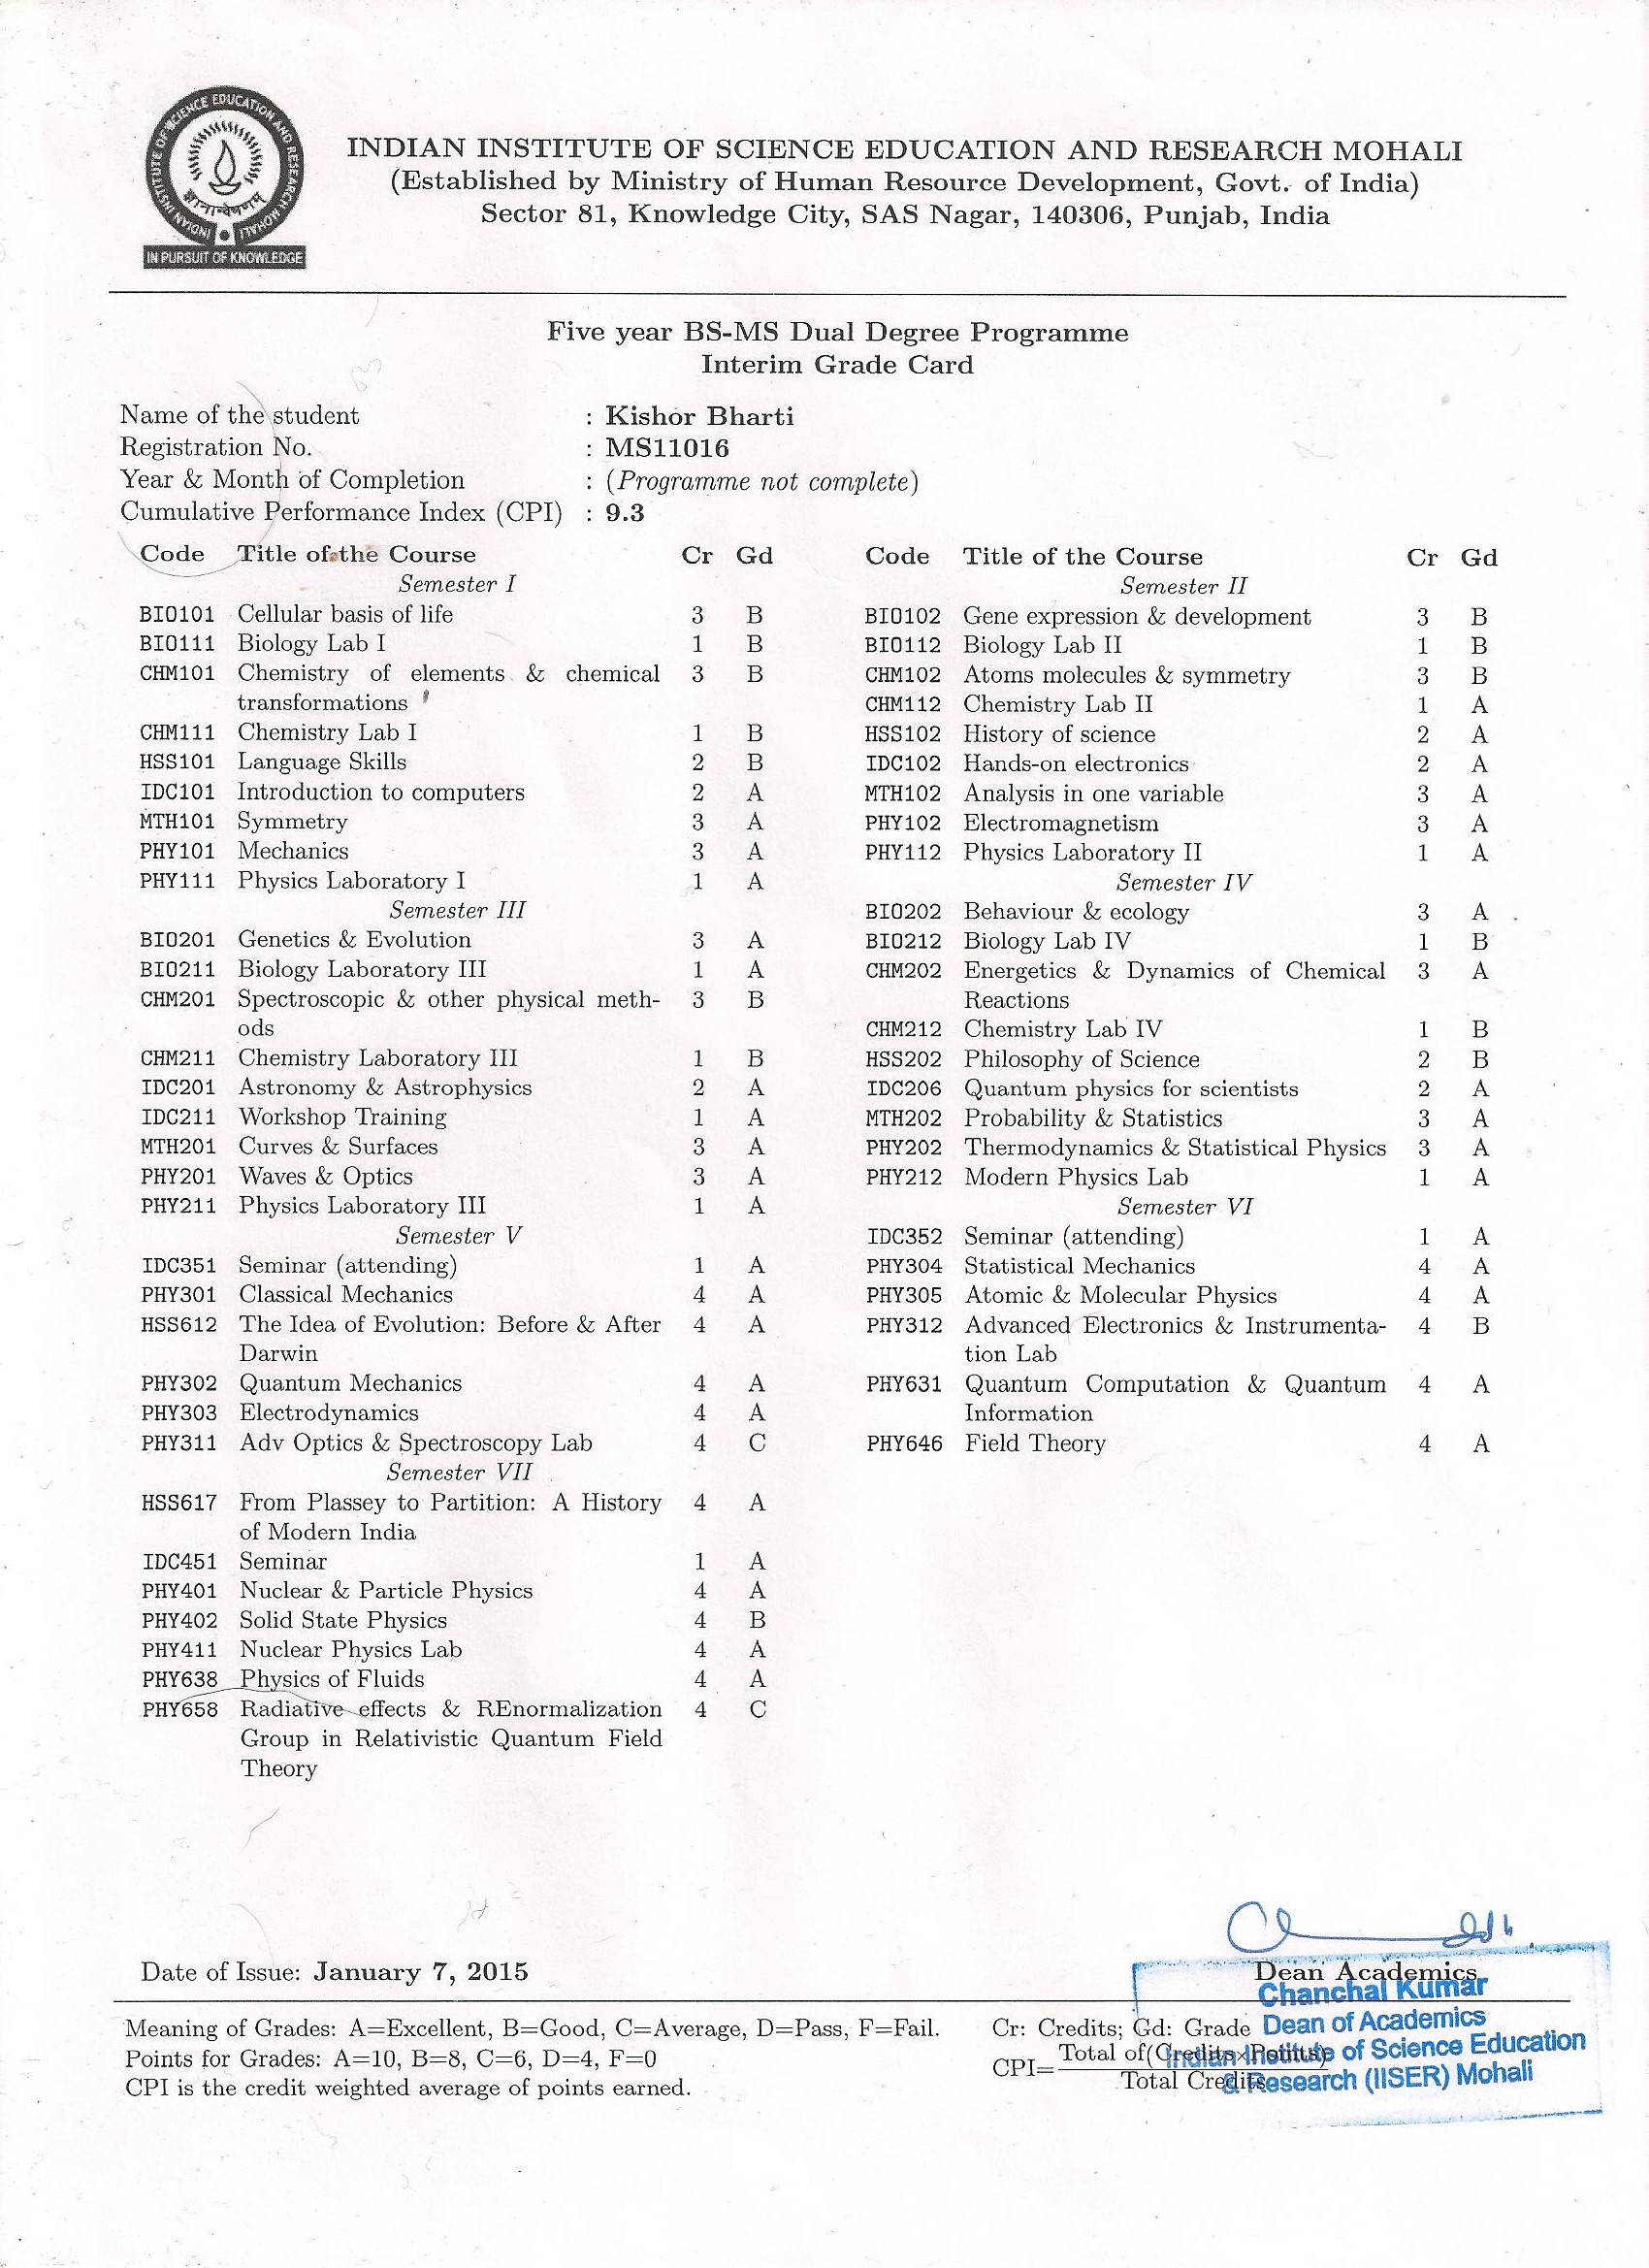 INDIAN INSTITUTE OF SCIENCE EDUCATION AND RESEARCH MOHALI
IN PURSUIT OF KNOWLEDGE
INDIAN INSTITUTE OF SCIENCE EDUCATION AND RESEARCH MOHALI
(Established by Ministry of Human Resource Development, Govt. of India)
Sector 81, Knowledge City, SAS Nagar, 140306, Punjab, India
Five year BS-MS Dual Degree Programme
Interim Grade Card
Name of the student : Kishor Bharti
Registration No. : MS11016
Year & Month of Completion : (Programme not complete)
Cumulative Performance Index (CPI) : 9.3
Code Title of the Course Cr Gd
Semester I
BIO101 Cellular basis of life 3 B
BIO111 Biology Lab I 1 B
CHM101 Chemistry of elements & chemical 3 B
transformations
CHM111 Chemistry Lab I 1 B
HSS101 Language Skills 2 B
IDC101 Introduction to computers 2 A
MTH101 Symmetry 3 A
PHY101 Mechanics 3 A
PHY111 Physics Laboratory I 1 A
Semester III
BIO201 Genetics & Evolution 3 A
BIO211 Biology Laboratory III 1 A
CHM201 Spectroscopic & other physical meth- 3 B
ods
CHM211 Chemistry Laboratory III 1 B
IDC201 Astronomy & Astrophysics 2 A
IDC211 Workshop Training 1 A
MTH201 Curves & Surfaces 3 A
PHY201 Waves & Optics 3 A
PHY211 Physics Laboratory III 1 A
Semester V
IDC351 Seminar (attending) 1 A
PHY301 Classical Mechanics 4 A
HSS612 The Idea of Evolution: Before & After 4 A
Darwin
PHY302 Quantum Mechanics 4 A
PHY303 Electrodynamics 4 A
PHY311 Adv Optics & Spectroscopy Lab 4 C
Semester VII
HSS617 From Plassey to Partition: A History 4 A
of Modern India
IDC451 Seminar 1 A
PHY401 Nuclear & Particle Physics 4 A
PHY402 Solid State Physics 4 B
PHY411 Nuclear Physics Lab 4 A
PHY638 Physics of Fluids 4 A
PHY658 Radiative effects & REnormalization 4 C
Group in Relativistic Quantum Field
Theory
Code Title of the Course Cr Gd
Semester II
BIO102 Gene expression & development 3 B
BIO112 Biology Lab II 1 B
CHM102 Atoms molecules & symmetry 3 B
CHM112 Chemistry Lab II 1 A
HSS102 History of science 2 A
IDC102 Hands-on electronics 2 A
MTH102 Analysis in one variable 3 A
PHY102 Electromagnetism 3 A
PHY112 Physics Laboratory II 1 A
Semester IV
BIO202 Behaviour & ecology 3 A
BIO212 Biology Lab IV 1 B
CHM202 Energetics & Dynamics of Chemical 3 A
Reactions
CHM212 Chemistry Lab IV 1 B
HSS202 Philosophy of Science 2 B
IDC206 Quantum physics for scientists 2 A
MTH202 Probability & Statistics 3 A
PHY202 Thermodynamics & Statistical Physics 3 A
PHY212 Modern Physics Lab 1 A
Semester VI
IDC352 Seminar (attending) 1 A
PHY304 Statistical Mechanics 4 A
PHY305 Atomic & Molecular Physics 4 A
PHY312 Advanced Electronics & Instrumenta- 4 B
tion Lab
PHY631 Quantum Computation & Quantum 4 A
Information
PHY646 Field Theory 4 A
Date of Issue: January 7, 2015
Dean Academics
Chanchal Kumar
Dean of Academics
Indian Institute of Science Education
& Research (IISER) Mohali
Meaning of Grades: A=Excellent, B=Good, C=Average, D=Pass, F=Fail.
Points for Grades: A=10, B=8, C=6, D=4, F=0
CPI is the credit weighted average of points earned.
Cr: Credits; Gd: Grade
CPI= Total of(Credits×Points)
Total Credits